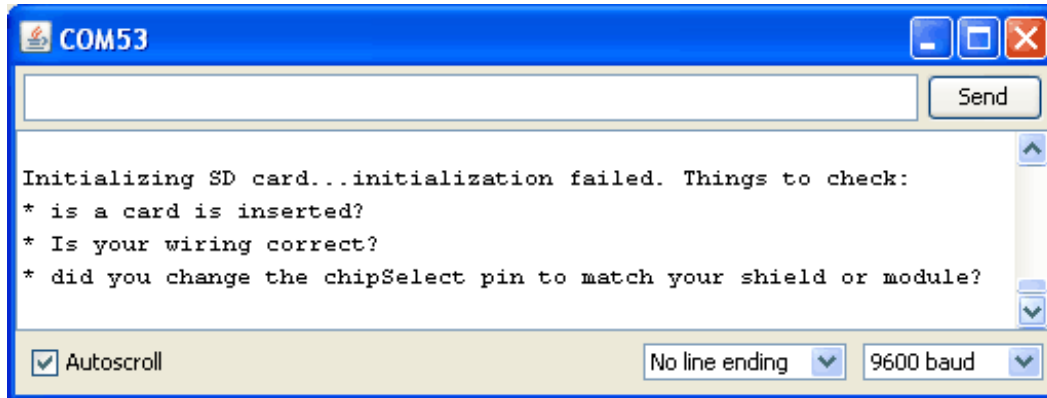 COM53
Send
Initializing SD card...initialization failed. Things to check:
* is a card is inserted?
* Is your wiring correct?
* did you change the chipSelect pin to match your shield or module?
Autoscroll
No line ending
9600 baud